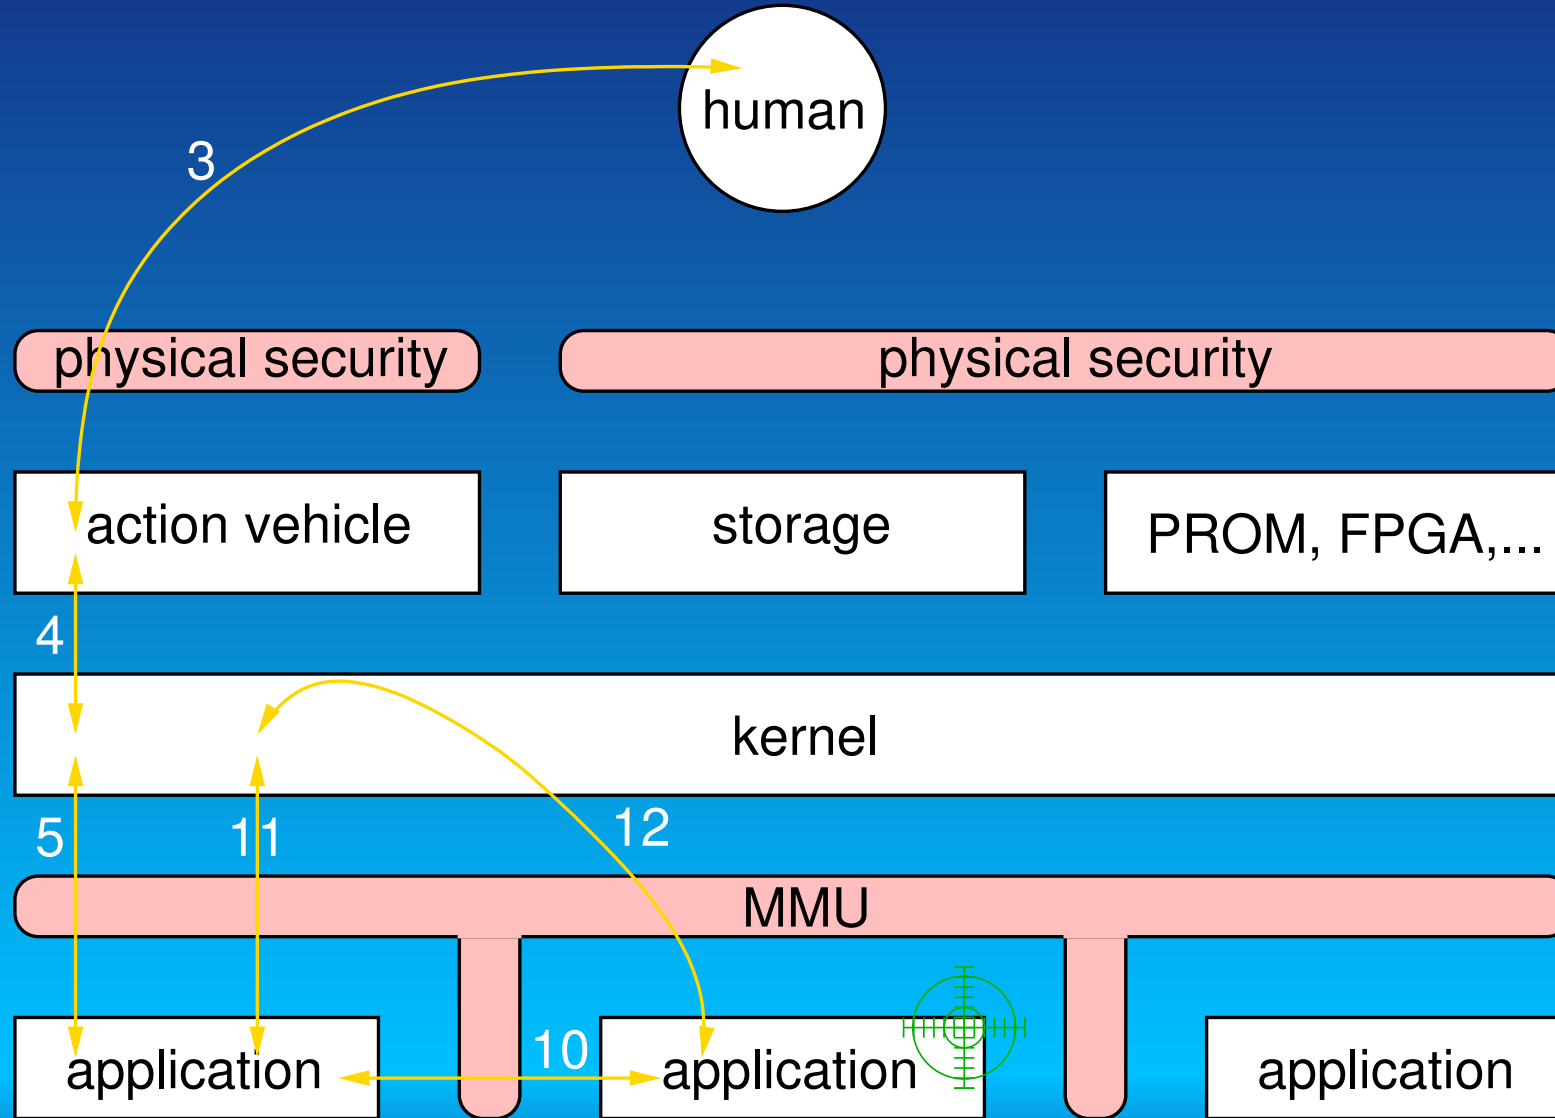 human
3
physical security
physical security
action vehicle
storage
PROM, FPGA,...
4
kernel
5
11
12
MMU
10
application
application
application